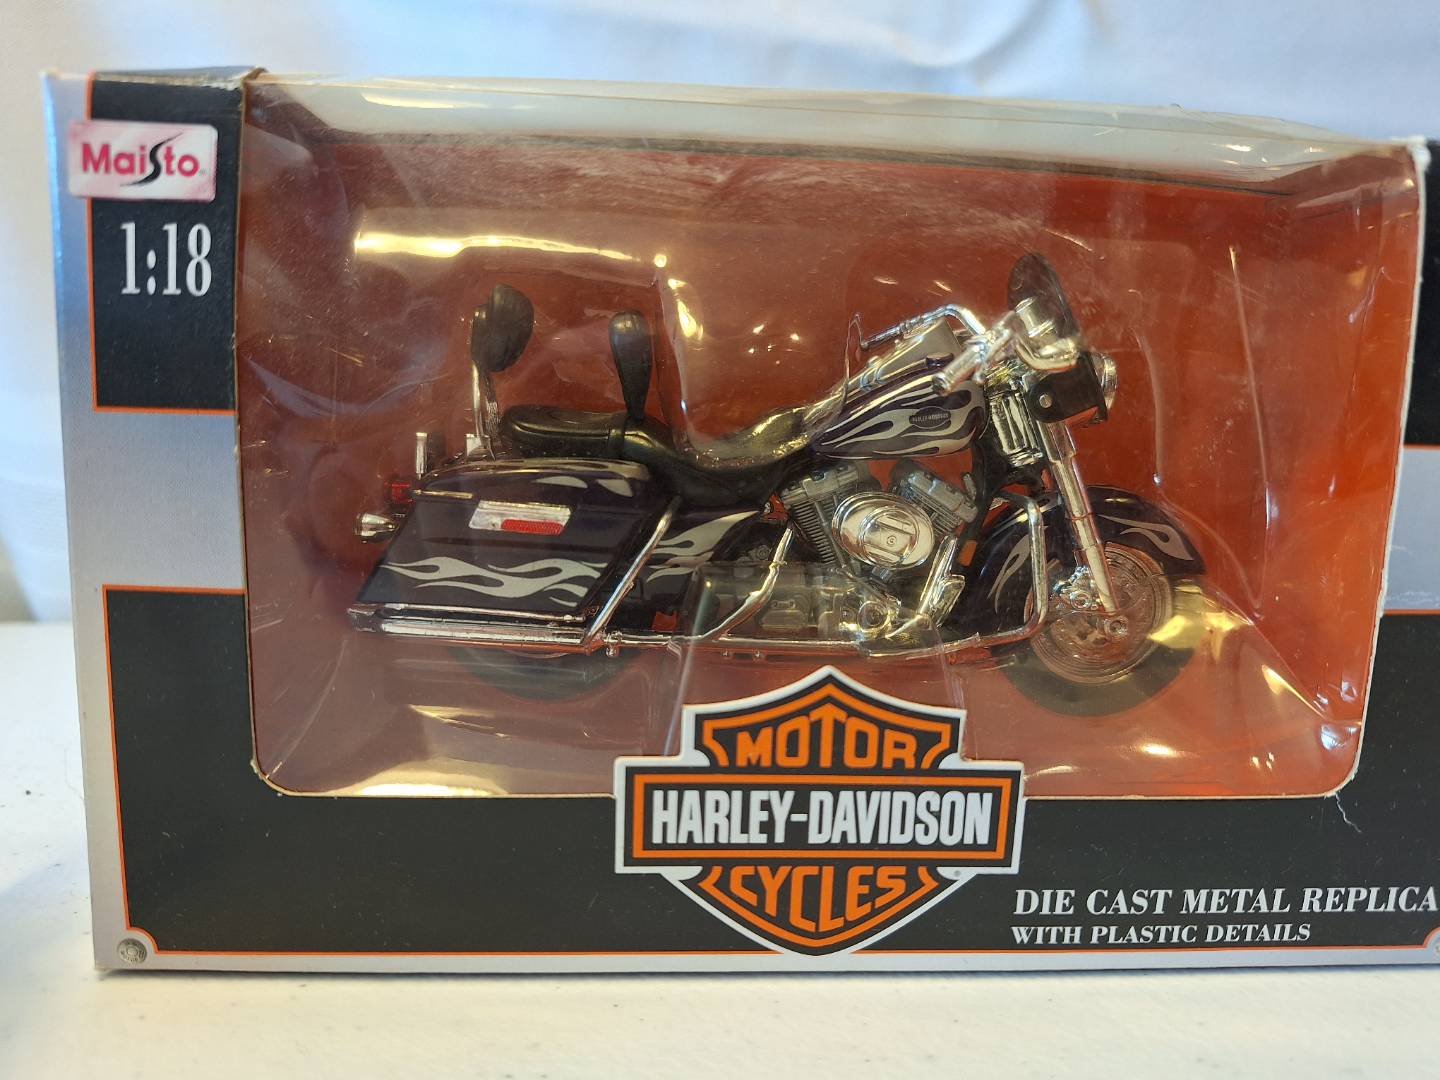 Maisto
1:18
MOTOR
HARLEY-DAVIDSON
CYCLES
DIE CAST METAL REPLICA
WITH PLASTIC DETAILS